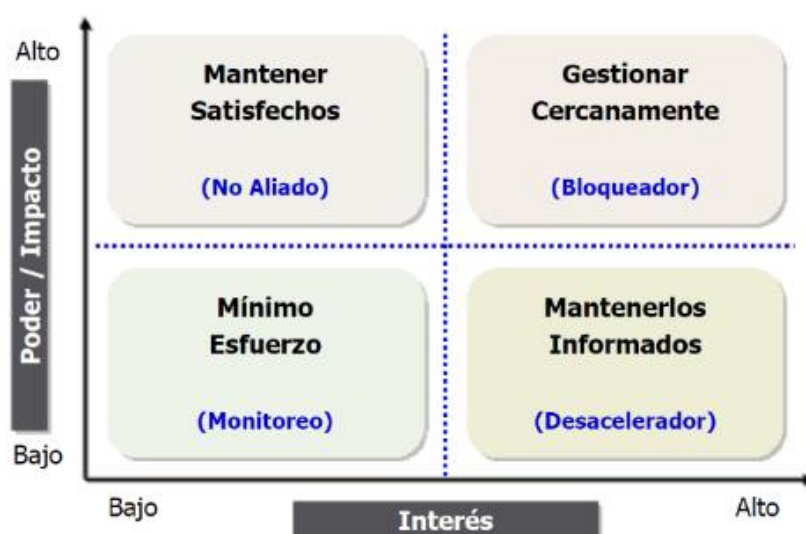 Alto
Mantener
Satisfechos
(No Aliado)
Gestionar
Cercanamente
(Bloqueador)
Poder / Impacto
Mínimo
Esfuerzo
(Monitoreo)
Mantenerlos
Informados
(Desacelerador)
Bajo
Bajo
Interés
Alto